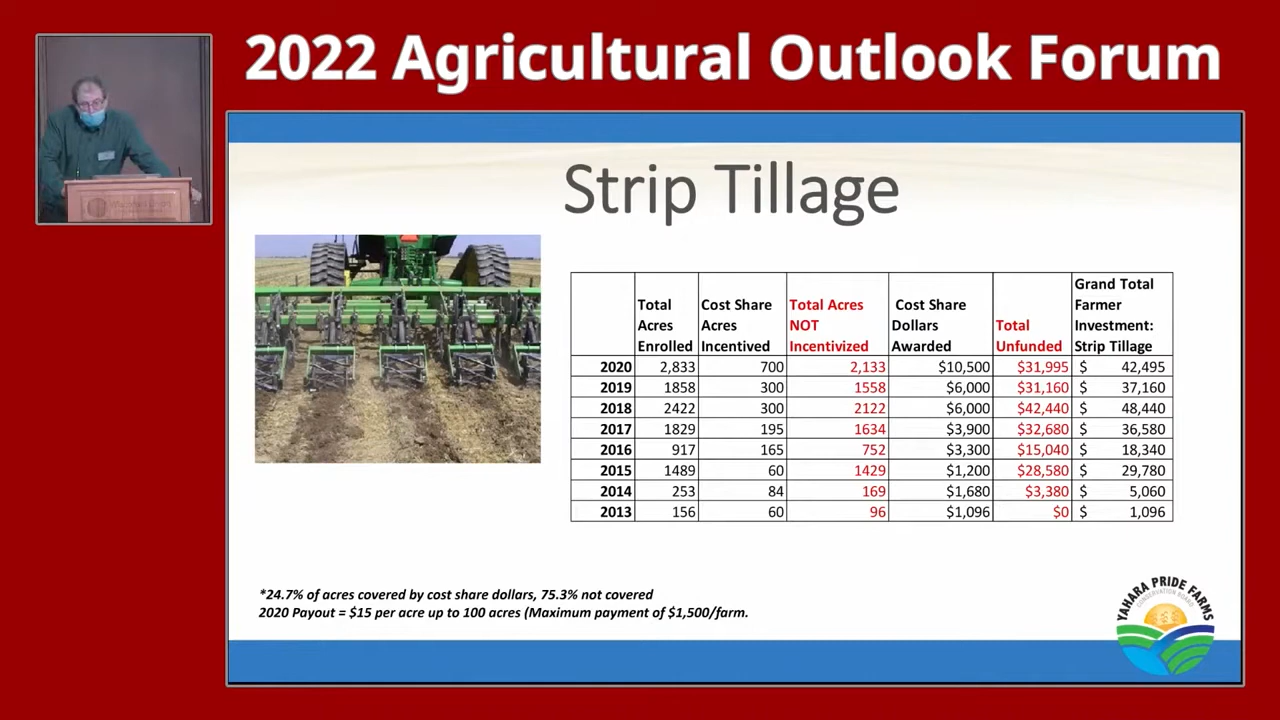 2022 Agricultural Outlook Forum
Strip Tillage
Total Acres Enrolled Cost Share Acres Incentived Total Acres NOT Incentivized Cost Share Dollars Awarded Total Unfunded Grand Total Farmer Investment: Strip Tillage
2020 2,833 700 2,133 $10,500 $31,995 $ 42,495
2019 1858 300 1558 $6,000 $31,160 $ 37,160
2018 2422 300 2122 $6,000 $42,440 $ 48,440
2017 1829 195 1634 $3,900 $32,680 $ 36,580
2016 917 165 752 $3,300 $15,040 $ 18,340
2015 1489 60 1429 $1,200 $28,580 $ 29,780
2014 253 84 169 $1,680 $3,380 $ 5,060
2013 156 60 96 $1,096 $0 $ 1,096
*24.7% of acres covered by cost share dollars, 75.3% not covered
2020 Payout = $15 per acre up to 100 acres (Maximum payment of $1,500/farm.
YAHARA PRIDE FARMS
CONSERVATION BOARD